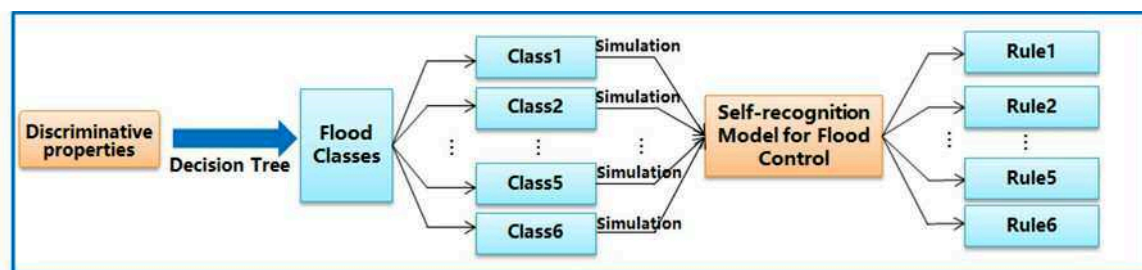 Discriminative
properties
Decision Tree
Flood
Classes
Class1
Class2
⋮
⋮
⋮
Class5
Class6
Simulation
Simulation
Simulation
Simulation
Self-recognition
Model for Flood
Control
Rule1
Rule2
⋮
⋮
Rule5
Rule6